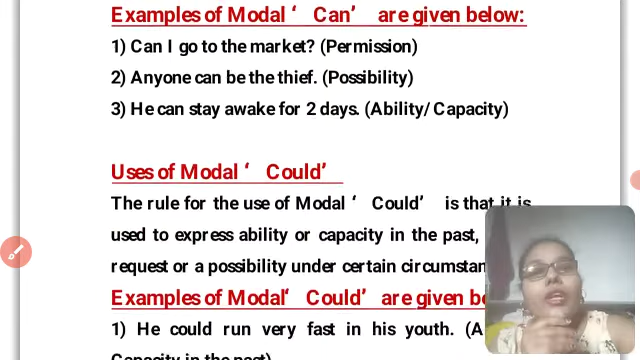 Examples of Modal ‘ Can’ are given below:
1) Can I go to the market? (Permission)
2) Anyone can be the thief. (Possibility)
3) He can stay awake for 2 days. (Ability/ Capacity)
Uses of Modal ‘ Could’
The rule for the use of Modal ‘ Could’ is that it is
used to express ability or capacity in the past,
request or a possibility under certain
Examples of Modal‘ Could’ are given
1) He could run very fast in his youth.
Capacity in the past)